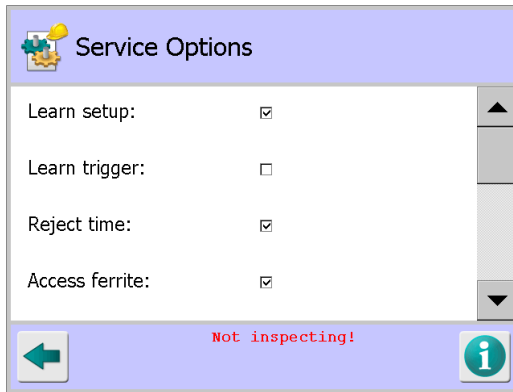 Service Options
Learn setup:
Learn trigger:
Reject time:
Access ferrite:
Not inspecting!